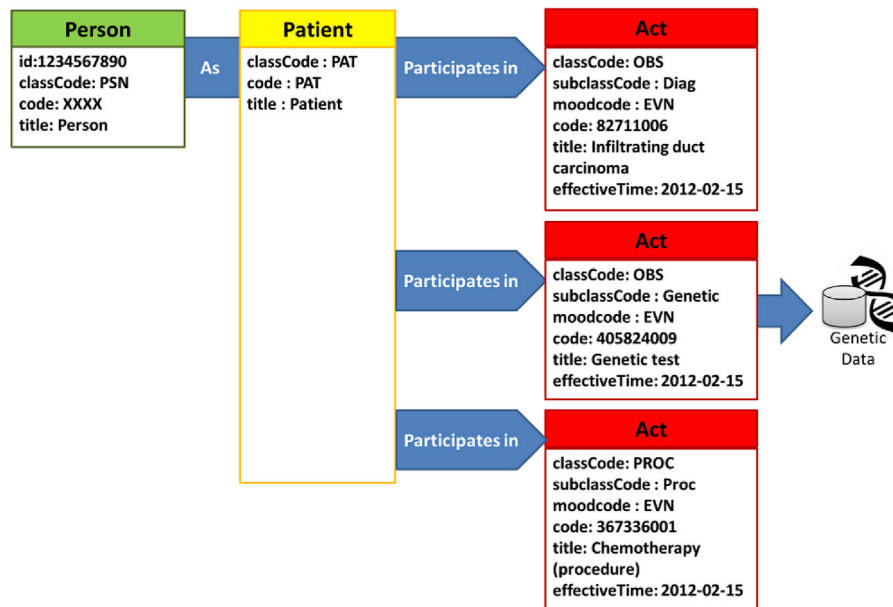 Person
id:1234567890
classCode: PSN
code: XXXX
title: Person
As
Patient
classCode : PAT
code : PAT
title : Patient
Participates in
Act
classCode: OBS
subclassCode : Diag
moodcode : EVN
code: 82711006
title: Infiltrating duct
carcinoma
effectiveTime: 2012-02-15
Participates in
Act
classCode: OBS
subclassCode : Genetic
moodcode : EVN
code: 405824009
title: Genetic test
effectiveTime: 2012-02-15
Genetic
Data
Participates in
Act
classCode: PROC
subclassCode : Proc
moodcode : EVN
code: 367336001
title: Chemotherapy
(procedure)
effectiveTime: 2012-02-15